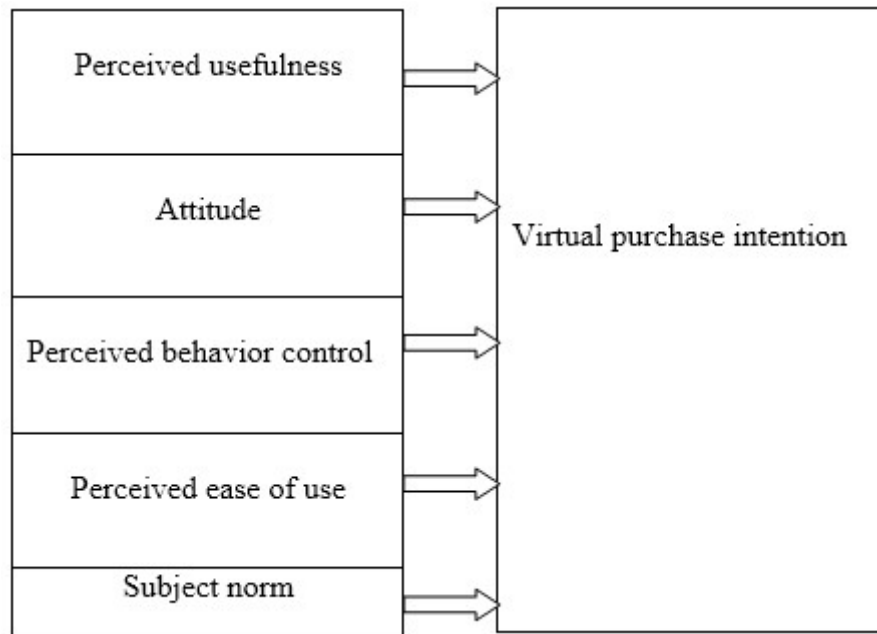 Perceived usefulness
Attitude
Virtual purchase intention
Perceived behavior control
Perceived ease of use
Subject norm